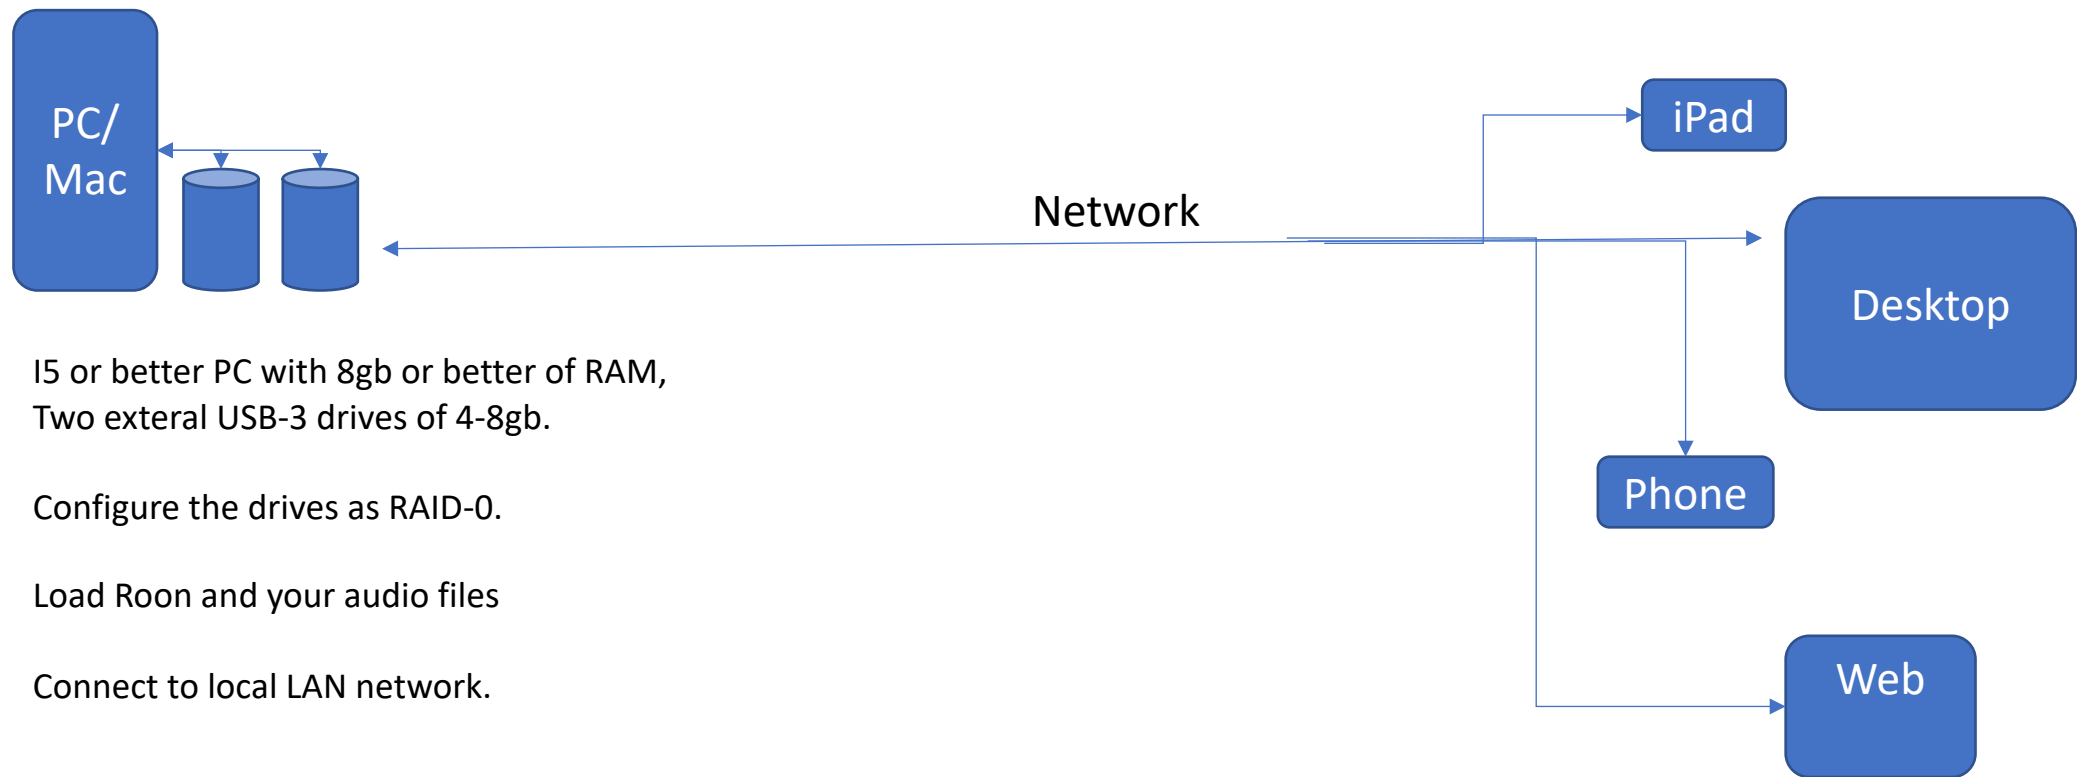 PC/
Mac
Network
iPad
Desktop
Phone
Web
I5 or better PC with 8gb or better of RAM,
Two exteral USB-3 drives of 4-8gb.
Configure the drives as RAID-0.
Load Roon and your audio files
Connect to local LAN network.